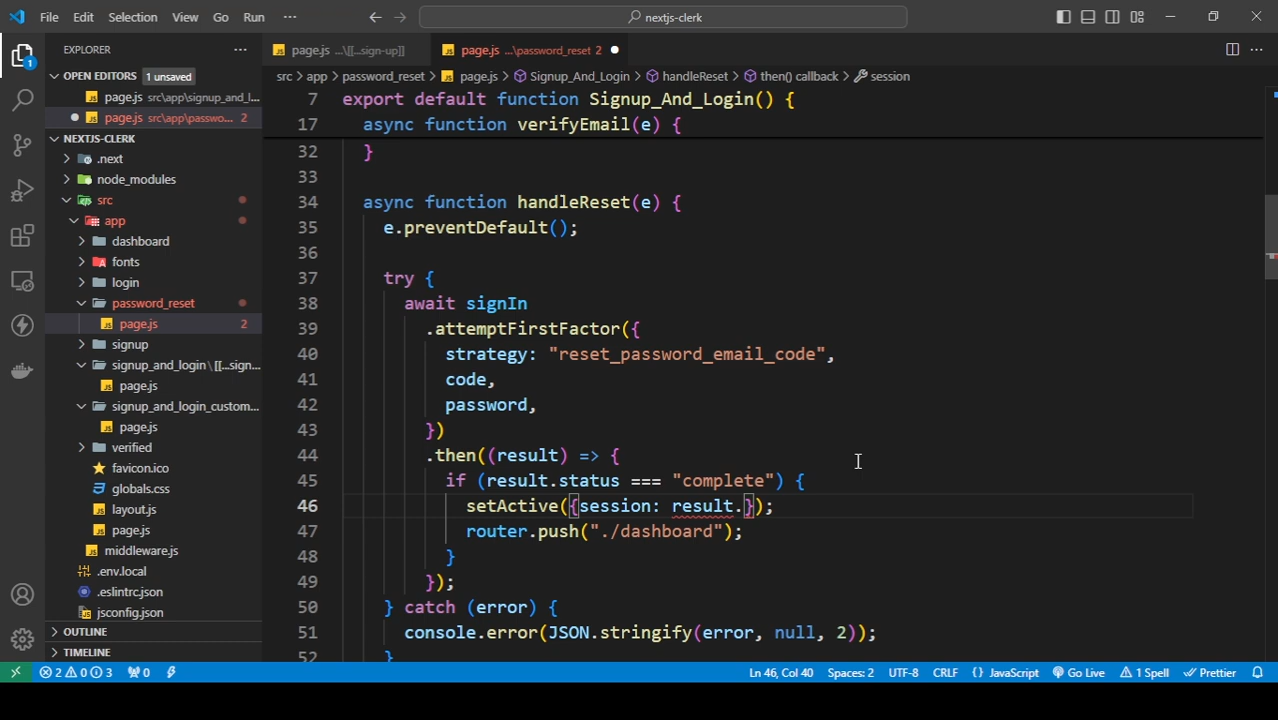 File Edit Selection View Go Run ··· nextjs-clerk
EXPLORER ···
OPEN EDITORS 1 unsaved
page.js src\app\signup_and_l...
page.js src\app\passwo... 2
NEXTJS-CLERK
.next
node_modules
src
app
dashboard
fonts
login
password_reset
page.js 2
signup
signup_and_login \ [[...sign...
page.js
signup_and_login_custom...
page.js
verified
favicon.ico
globals.css
layout.js
page.js
middleware.js
.env.local
.eslintrc.json
jsconfig.json
OUTLINE
TIMELINE
page.js ...\[[...sign-up]] page.js ...\password_reset 2
src > app > password_reset > page.js > Signup_And_Login > handleReset > then() callback > session
7 export default function Signup_And_Login() {
17 async function verifyEmail(e) {
32 }
33
34 async function handleReset(e) {
35 e.preventDefault();
36
37 try {
38 await signIn
39 .attemptFirstFactor({
40 strategy: "reset_password_email_code",
41 code,
42 password,
43 })
44 .then((result) => {
45 if (result.status === "complete") {
46 setActive({session: result.});
47 router.push("./dashboard");
48 }
49 });
50 } catch (error) {
51 console.error(JSON.stringify(error, null, 2));
52 }
1
2 0 3 0 Ln 46, Col 40 Spaces: 2 UTF-8 CRLF {} JavaScript Go Live 1 Spell Prettier